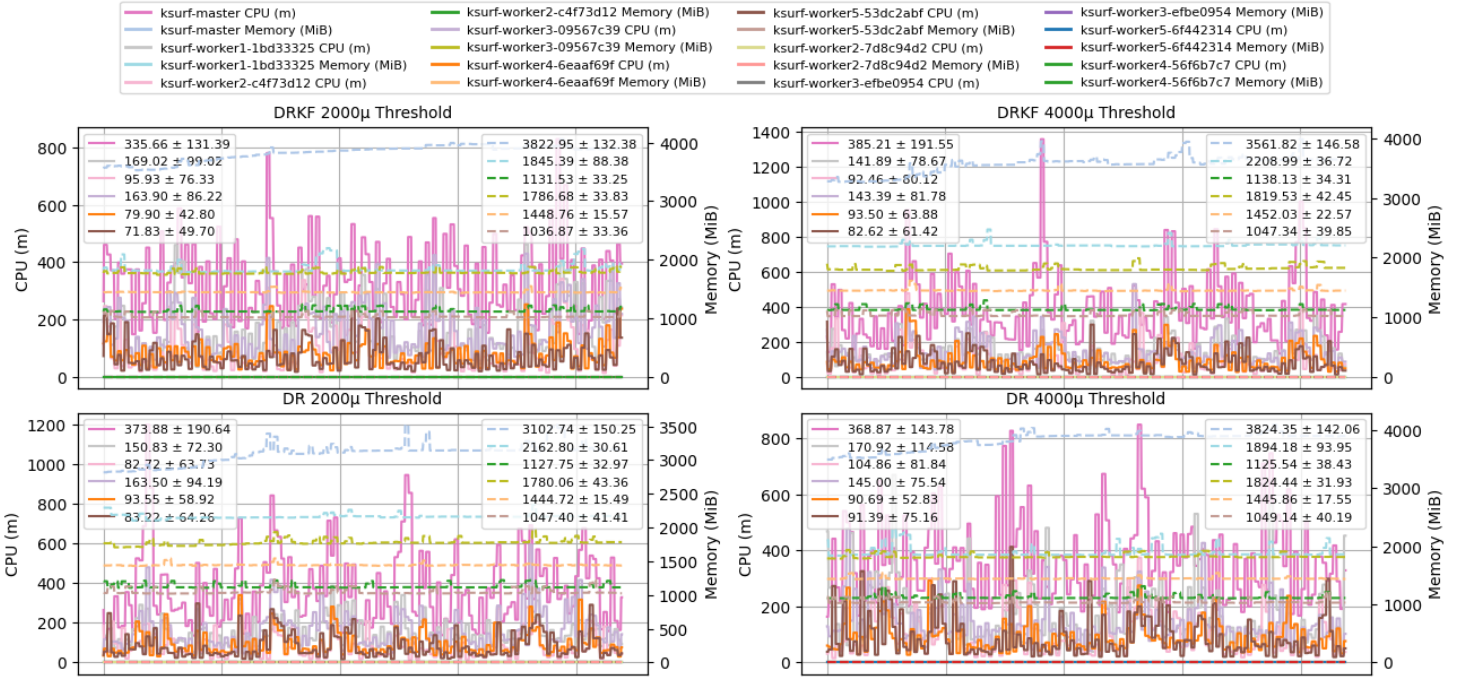 ksurf-master CPU (m)
ksurf-master Memory (MiB)
ksurf-worker1-1bd33325 CPU (m)
ksurf-worker1-1bd33325 Memory (MiB)
ksurf-worker2-c4f73d12 CPU (m)
ksurf-worker2-c4f73d12 Memory (MiB)
ksurf-worker3-09567c39 CPU (m)
ksurf-worker3-09567c39 Memory (MiB)
ksurf-worker4-6eaaf69f CPU (m)
ksurf-worker4-6eaaf69f Memory (MiB)
ksurf-worker5-53dc2abf CPU (m)
ksurf-worker5-53dc2abf Memory (MiB)
ksurf-worker2-7d8c94d2 CPU (m)
ksurf-worker2-7d8c94d2 Memory (MiB)
ksurf-worker3-efbe0954 CPU (m)
ksurf-worker3-efbe0954 Memory (MiB)
ksurf-worker5-6f442314 CPU (m)
ksurf-worker5-6f442314 Memory (MiB)
ksurf-worker4-56f6b7c7 CPU (m)
ksurf-worker4-56f6b7c7 Memory (MiB)
DRKF 2000μ Threshold
CPU (m)
800
600
400
200
0
335.66 ± 131.39
169.02 ± 99.02
95.93 ± 76.33
163.90 ± 86.22
79.90 ± 42.80
71.83 ± 49.70
3822.95 ± 132.38
1845.39 ± 88.38
1131.53 ± 33.25
1786.68 ± 33.83
1448.76 ± 15.57
1036.87 ± 33.36
4000
3000
2000
1000
0
Memory (MiB)
DRKF 4000μ Threshold
CPU (m)
1400
1200
1000
800
600
400
200
0
385.21 ± 191.55
141.89 ± 78.67
92.46 ± 80.12
143.39 ± 81.78
93.50 ± 63.88
82.62 ± 61.42
3561.82 ± 146.58
2208.99 ± 36.72
1138.13 ± 34.31
1819.53 ± 42.45
1452.03 ± 22.57
1047.34 ± 39.85
4000
3000
2000
1000
0
Memory (MiB)
DR 2000μ Threshold
CPU (m)
1200
1000
800
600
400
200
0
373.88 ± 190.64
150.83 ± 72.30
82.72 ± 63.73
163.50 ± 94.19
93.55 ± 58.92
83.22 ± 64.26
3102.74 ± 150.25
2162.80 ± 30.61
1127.75 ± 32.97
1780.06 ± 43.36
1444.72 ± 15.49
1047.40 ± 41.41
3500
3000
2500
2000
1500
1000
500
0
Memory (MiB)
DR 4000μ Threshold
CPU (m)
800
600
400
200
0
368.87 ± 143.78
170.92 ± 114.58
104.86 ± 81.84
145.00 ± 75.54
90.69 ± 52.83
91.39 ± 75.16
3824.35 ± 142.06
1894.18 ± 93.95
1125.54 ± 38.43
1824.44 ± 31.93
1445.86 ± 17.55
1049.14 ± 40.19
4000
3000
2000
1000
0
Memory (MiB)